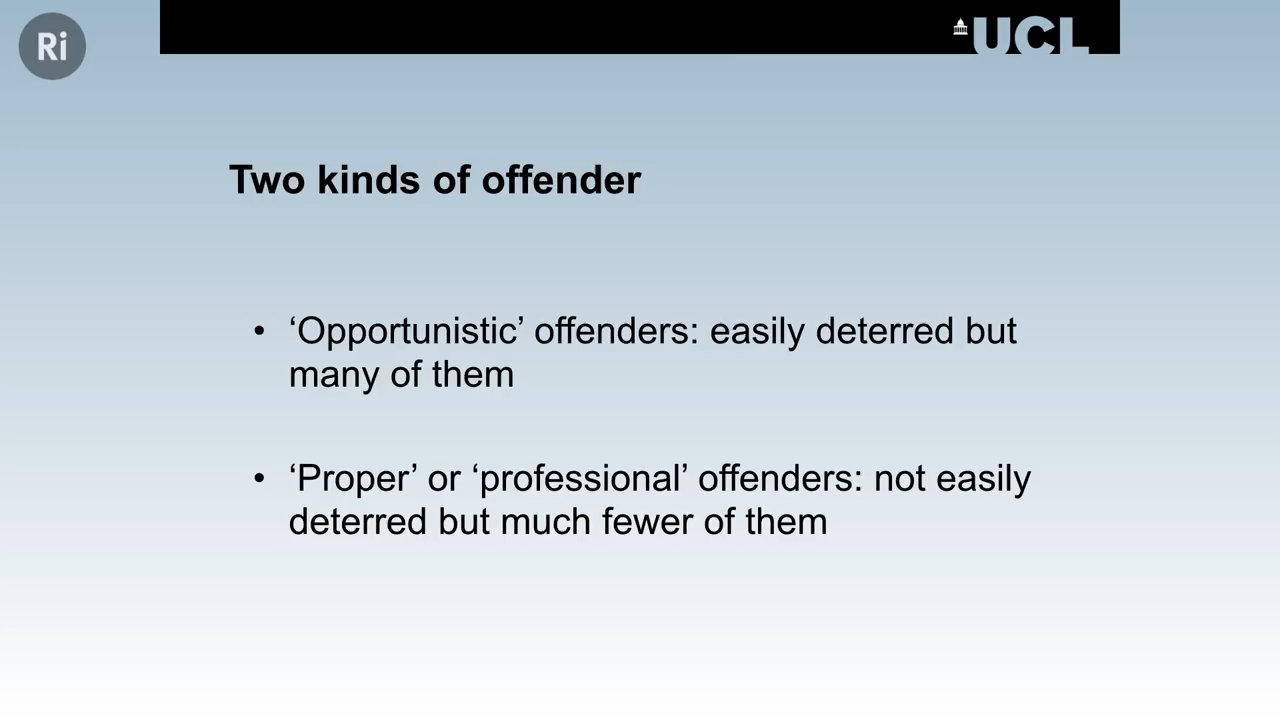 Ri
UCL
Two kinds of offender
• ‘Opportunistic’ offenders: easily deterred but
many of them
• ‘Proper’ or ‘professional’ offenders: not easily
deterred but much fewer of them